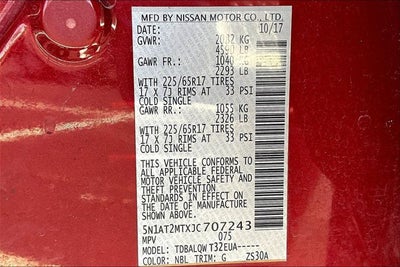 MFD BY NISSAN MOTOR CO., LTD.
DATE: 10/17
GVWR: 2082 KG
4590 LB
GAWR FR.: 1040 KG
2293 LB
WITH 225/65R17 TIRES
17 x 7J RIMS AT 33 PSI
COLD SINGLE
GAWR RR.: 1055 KG
2326 LB
WITH 225/65R17 TIRES
17 x 7J RIMS AT 33 PSI
COLD SINGLE
THIS VEHICLE CONFORMS TO
ALL APPLICABLE FEDERAL
MOTOR VEHICLE SAFETY AND
THEFT PREVENTION
STANDARDS IN EFFECT ON
THE DATE OF MANUFACTURE
SHOWN ABOVE.
5N1AT2MTXJC707243
MPV 075
MODEL: TDBALQWT32EUA-----
COLOR: NBL TRIM: G ZS30A